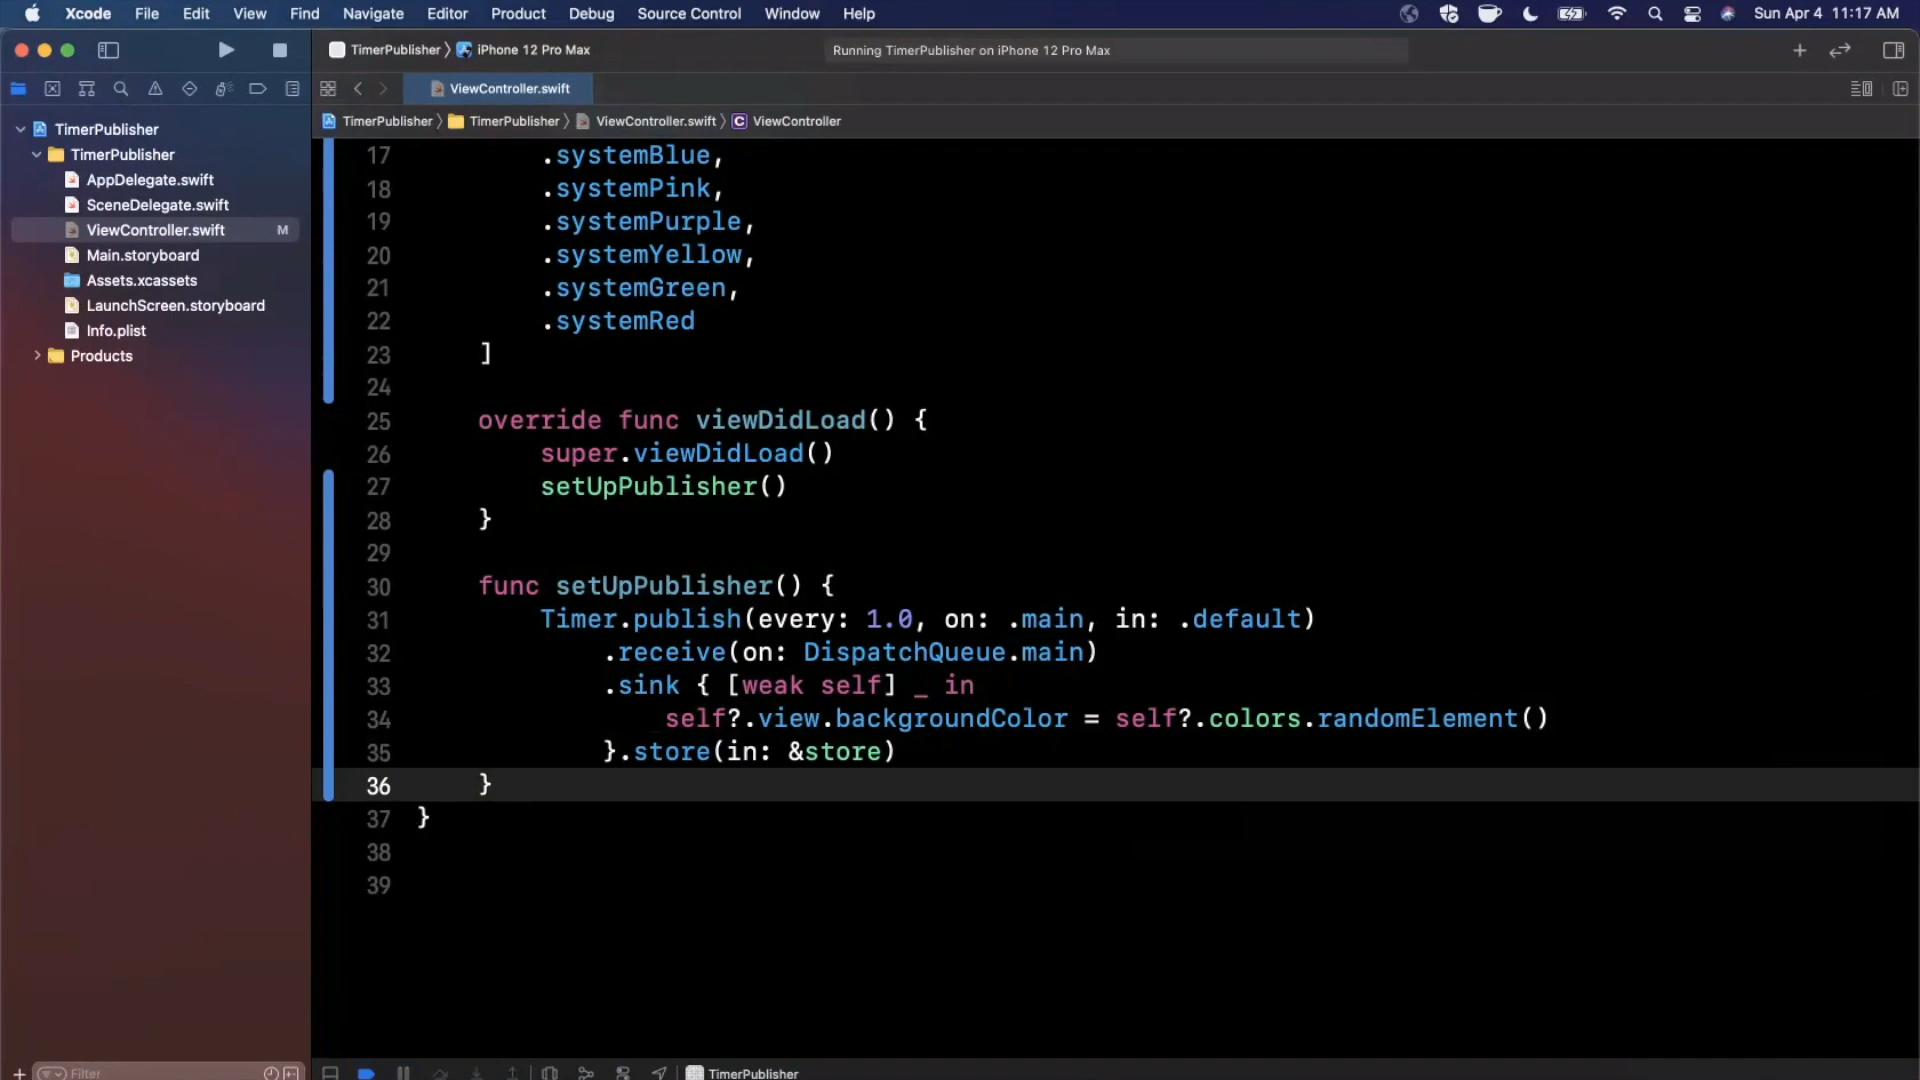 Xcode File Edit View Find Navigate Editor Product Debug Source Control Window Help Sun Apr 4 11:17 AM
TimerPublisher 〉 iPhone 12 Pro Max Running TimerPublisher on iPhone 12 Pro Max
ViewController.swift
TimerPublisher 〉 TimerPublisher 〉 ViewController.swift 〉 C ViewController
TimerPublisher
TimerPublisher
AppDelegate.swift
SceneDelegate.swift
ViewController.swift M
Main.storyboard
Assets.xcassets
LaunchScreen.storyboard
Info.plist
Products
Filter
17 .systemBlue,
18 .systemPink,
19 .systemPurple,
20 .systemYellow,
21 .systemGreen,
22 .systemRed
23 ]
24
25 override func viewDidLoad() {
26 super.viewDidLoad()
27 setUpPublisher()
28 }
29
30 func setUpPublisher() {
31 Timer.publish(every: 1.0, on: .main, in: .default)
32 .receive(on: DispatchQueue.main)
33 .sink { [weak self] _ in
34 self?.view.backgroundColor = self?.colors.randomElement()
35 }.store(in: &store)
36 }
37 }
38
39
TimerPublisher